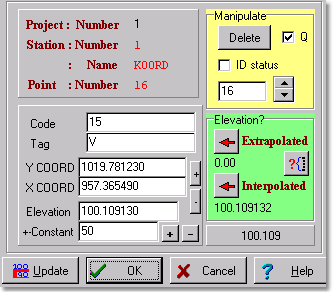 Project : Number 1
Station : Number 1
: Name KOORD
Point : Number 16
Manipulate
Delete
Q
ID status
16
Code 15
Tag V
Y COORD 1019.781230
X COORD 957.365490
+
-
Elevation 100.109130
+-Constant 50
+ -
Elevation?
Extrapolated
0.00
?
Interpolated
100.109132
100.109
Update
OK
Cancel
? Help